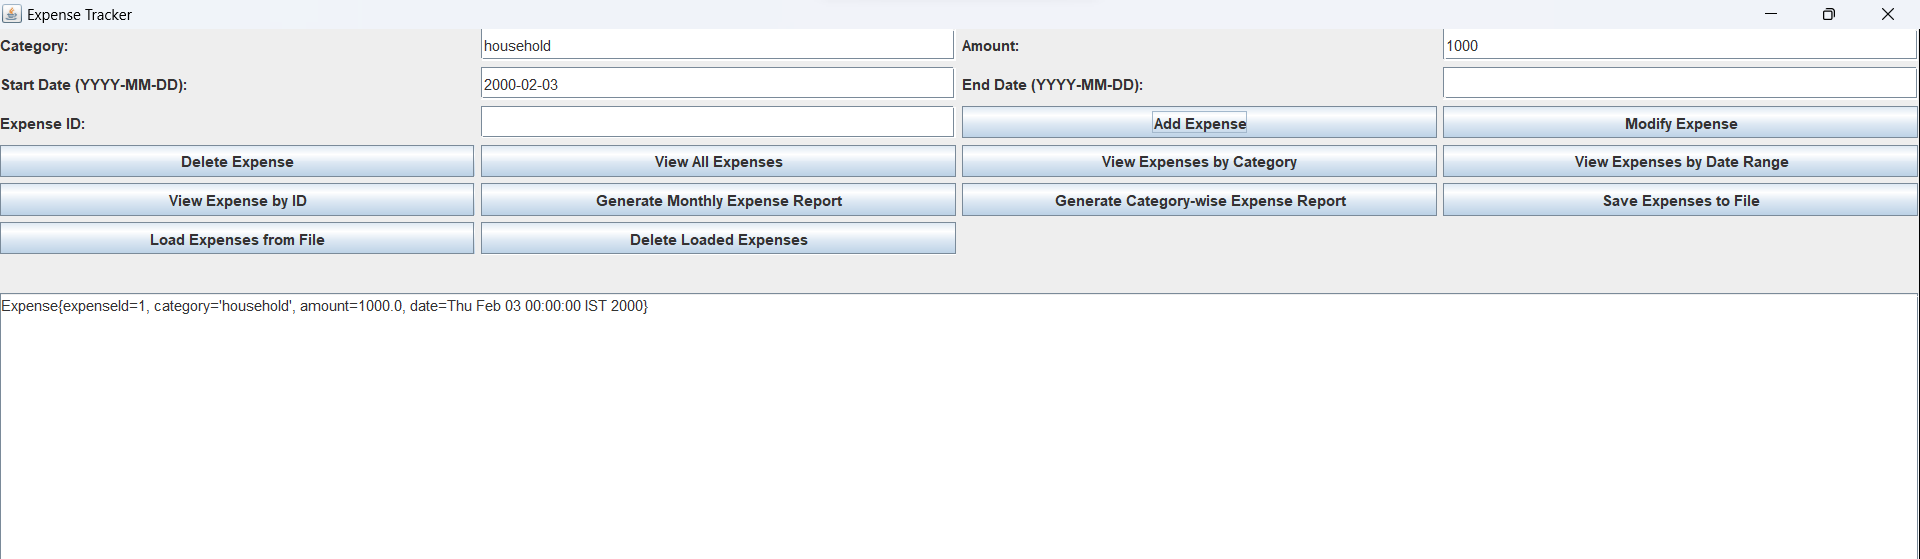 Expense Tracker
Category: household Amount: 1000
Start Date (YYYY-MM-DD): 2000-02-03 End Date (YYYY-MM-DD):
Expense ID: Add Expense Modify Expense
Delete Expense View All Expenses View Expenses by Category View Expenses by Date Range
View Expense by ID Generate Monthly Expense Report Generate Category-wise Expense Report Save Expenses to File
Load Expenses from File Delete Loaded Expenses
Expense{expenseId=1, category='household', amount=1000.0, date=Thu Feb 03 00:00:00 IST 2000}